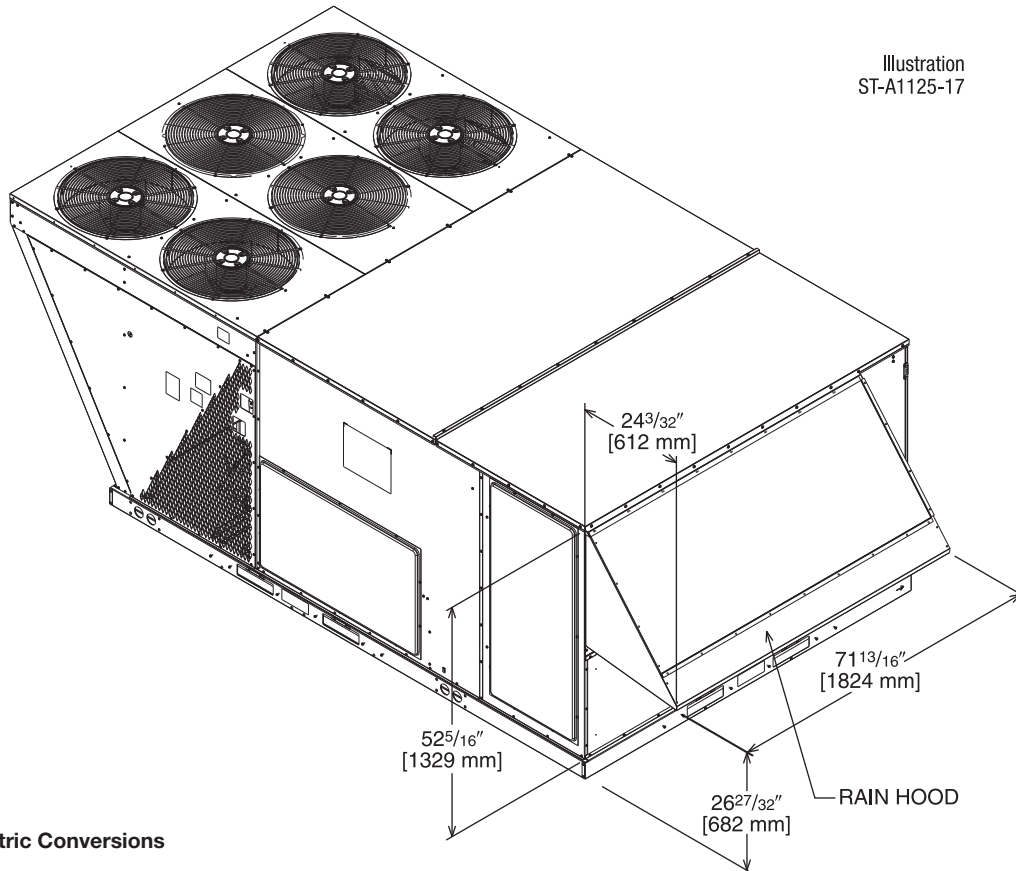 Illustration
ST-A1125-17
24 3/32"
[612 mm]
71 13/16"
[1824 mm]
52 5/16"
[1329 mm]
26 27/32"
[682 mm]
RAIN HOOD
tric Conversions